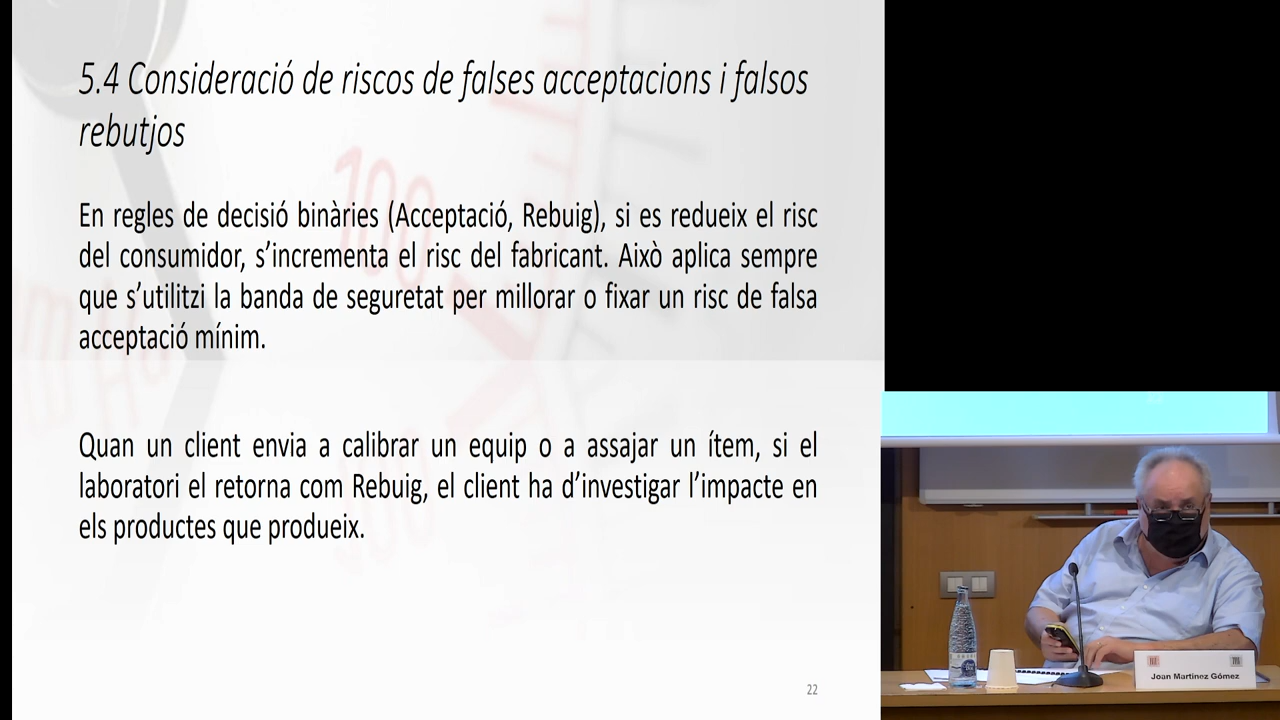 5.4 Consideració de riscos de falses acceptacions i falsos
rebutjos
En regles de decisió binàries (Acceptació, Rebuig), si es redueix el risc
del consumidor, s’incrementa el risc del fabricant. Això aplica sempre
que s’utilitzi la banda de seguretat per millorar o fixar un risc de falsa
acceptació mínim.
Quan un client envia a calibrar un equip o a assajar un ítem, si el
laboratori el retorna com Rebuig, el client ha d’investigar l’impacte en
els productes que produeix.
22
100
Joan Martínez Gómez